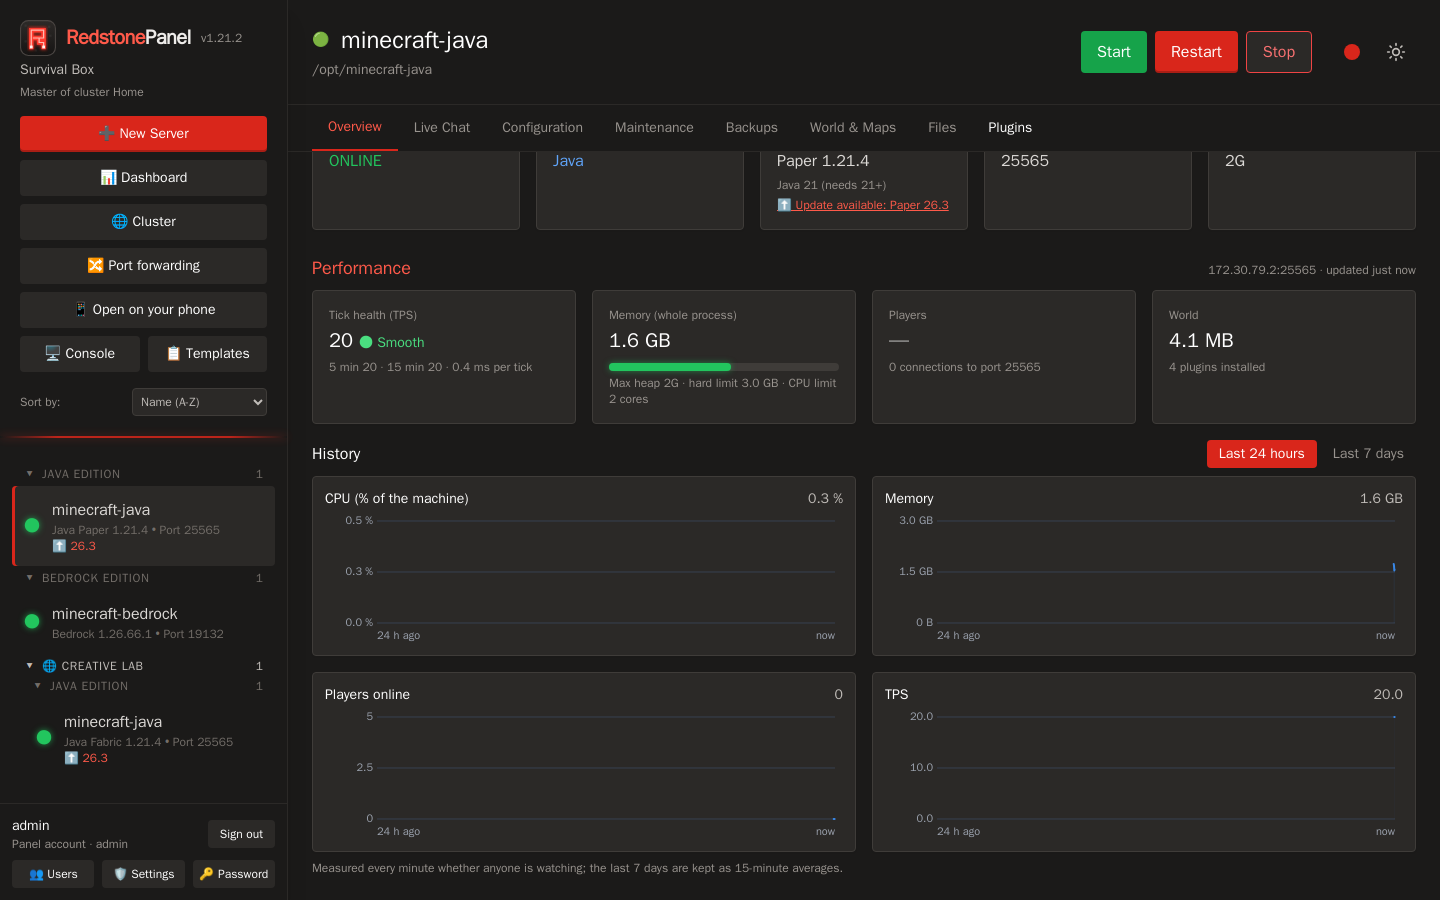 RedstonePanel v1.21.2
Survival Box
Master of cluster Home
➕ New Server
📊 Dashboard
🌐 Cluster
🔀 Port forwarding
📱 Open on your phone
🖥️ Console
📋 Templates
Sort by:
Name (A-Z)
▼ JAVA EDITION 1
minecraft-java
Java Paper 1.21.4 • Port 25565
⬆️ 26.3
▼ BEDROCK EDITION 1
minecraft-bedrock
Bedrock 1.26.66.1 • Port 19132
▼ 🌐 CREATIVE LAB 1
▼ JAVA EDITION 1
minecraft-java
Java Fabric 1.21.4 • Port 25565
⬆️ 26.3
admin
Panel account · admin
Sign out
👥 Users
🛡️ Settings
🔑 Password
minecraft-java
/opt/minecraft-java
Start
Restart
Stop
Overview
Live Chat
Configuration
Maintenance
Backups
World & Maps
Files
Plugins
ONLINE
Java
Paper 1.21.4
Java 21 (needs 21+)
⬆️ Update available: Paper 26.3
25565
2G
Performance
172.30.79.2:25565 · updated just now
Tick health (TPS)
20 Smooth
5 min 20 · 15 min 20 · 0.4 ms per tick
Memory (whole process)
1.6 GB
Max heap 2G · hard limit 3.0 GB · CPU limit
2 cores
Players
—
0 connections to port 25565
World
4.1 MB
4 plugins installed
History
Last 24 hours
Last 7 days
CPU (% of the machine) 0.3 %
0.5 %
0.3 %
0.0 %
24 h ago now
Memory 1.6 GB
3.0 GB
1.5 GB
0 B
24 h ago now
Players online 0
5
2.5
0
24 h ago now
TPS 20.0
20.0
10.0
0.0
24 h ago now
Measured every minute whether anyone is watching; the last 7 days are kept as 15-minute averages.